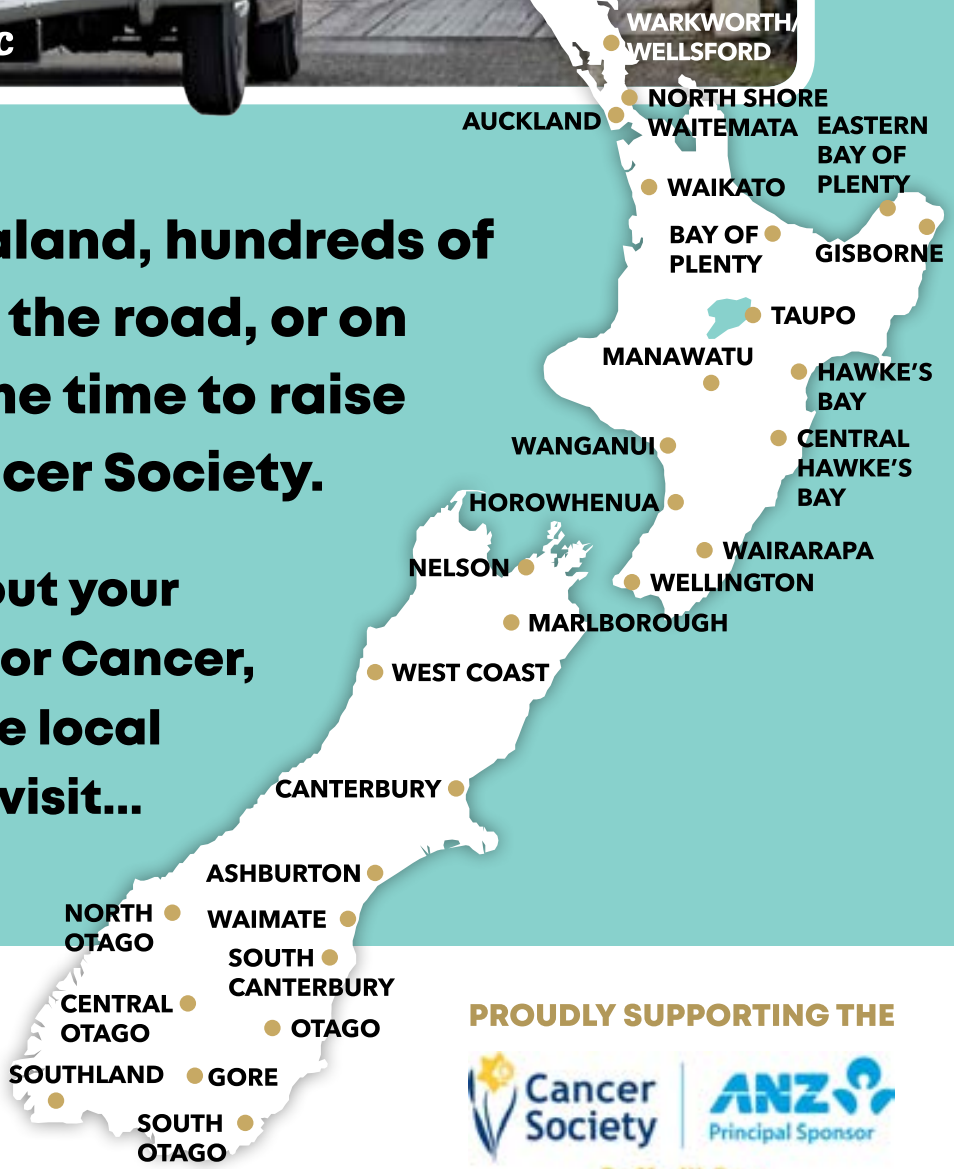 c
WARKWORTH/
WELLSFORD
NORTH SHORE
WAITEMATA
AUCKLAND
EASTERN
BAY OF
PLENTY
WAIKATO
BAY OF
PLENTY
GISBORNE
TAUPO
MANAWATU
HAWKE'S
BAY
WANGANUI
CENTRAL
HAWKE'S
BAY
HOROWHENUA
WAIRARAPA
NELSON
WELLINGTON
MARLBOROUGH
WEST COAST
CANTERBURY
ASHBURTON
NORTH
OTAGO
WAIMATE
SOUTH
CANTERBURY
CENTRAL
OTAGO
OTAGO
SOUTHLAND
GORE
SOUTH
OTAGO
aland, hundreds of
the road, or on
ne time to raise
cer Society.
out your
or Cancer,
e local
visit...
PROUDLY SUPPORTING THE
Cancer
Society
ANZ
Principal Sponsor